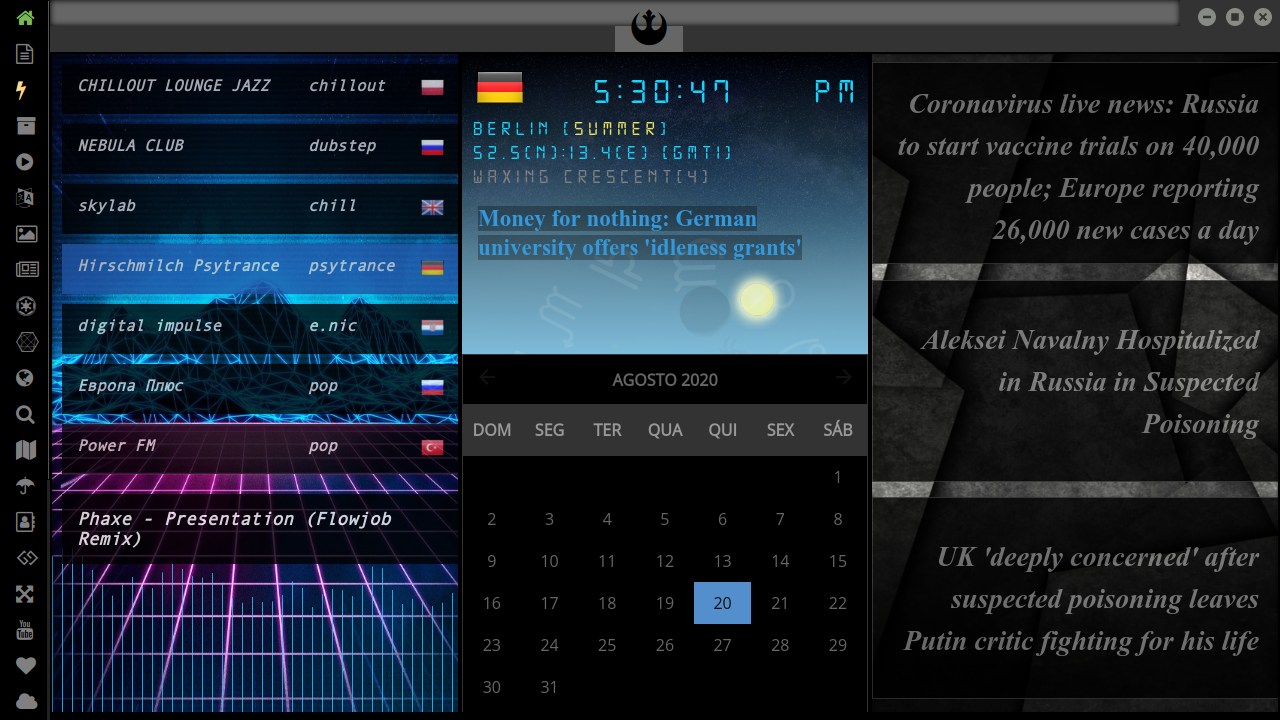 CHILLOUT LOUNGE JAZZ chillout
NEBULA CLUB dubstep
skylab chill
Hirschmilch Psytrance psytrance
digital impulse e.nic
Европа Плюс pop
Power FM pop
Phaxe - Presentation (Flowjob
Remix)
5:30:47 PM
BERLIN (SUMMER)
52.5(N):13.4(E) (GMT1)
WAXING CRESCENT(4)
Money for nothing: German
university offers 'idleness grants'
AGOSTO 2020
DOM SEG TER QUA QUI SEX SÁB
1
2 3 4 5 6 7 8
9 10 11 12 13 14 15
16 17 18 19 20 21 22
23 24 25 26 27 28 29
30 31
Coronavirus live news: Russia
to start vaccine trials on 40,000
people; Europe reporting
26,000 new cases a day
Aleksei Navalny Hospitalized
in Russia in Suspected
Poisoning
UK 'deeply concerned' after
suspected poisoning leaves
Putin critic fighting for his life
You
Tube